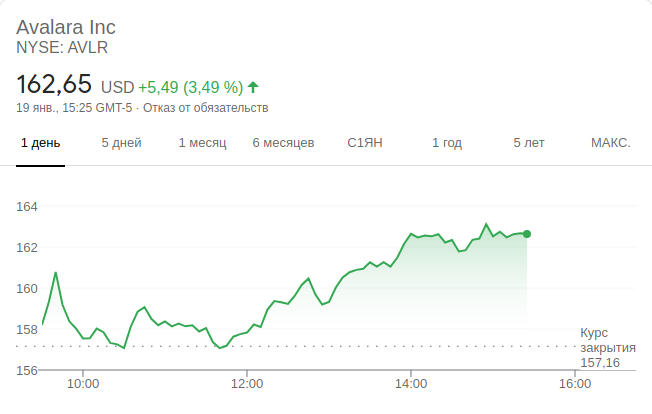 Avalara Inc
NYSE: AVLR
162,65 USD +5,49 (3,49 %)
19 янв., 15:25 GMT-5 · Отказ от обязательств
1 день 5 дней 1 месяц 6 месяцев С1ЯН 1 год 5 лет МАКС.
164
162
160
158
156
Курс
закрытия
157,16
10:00 12:00 14:00 16:00